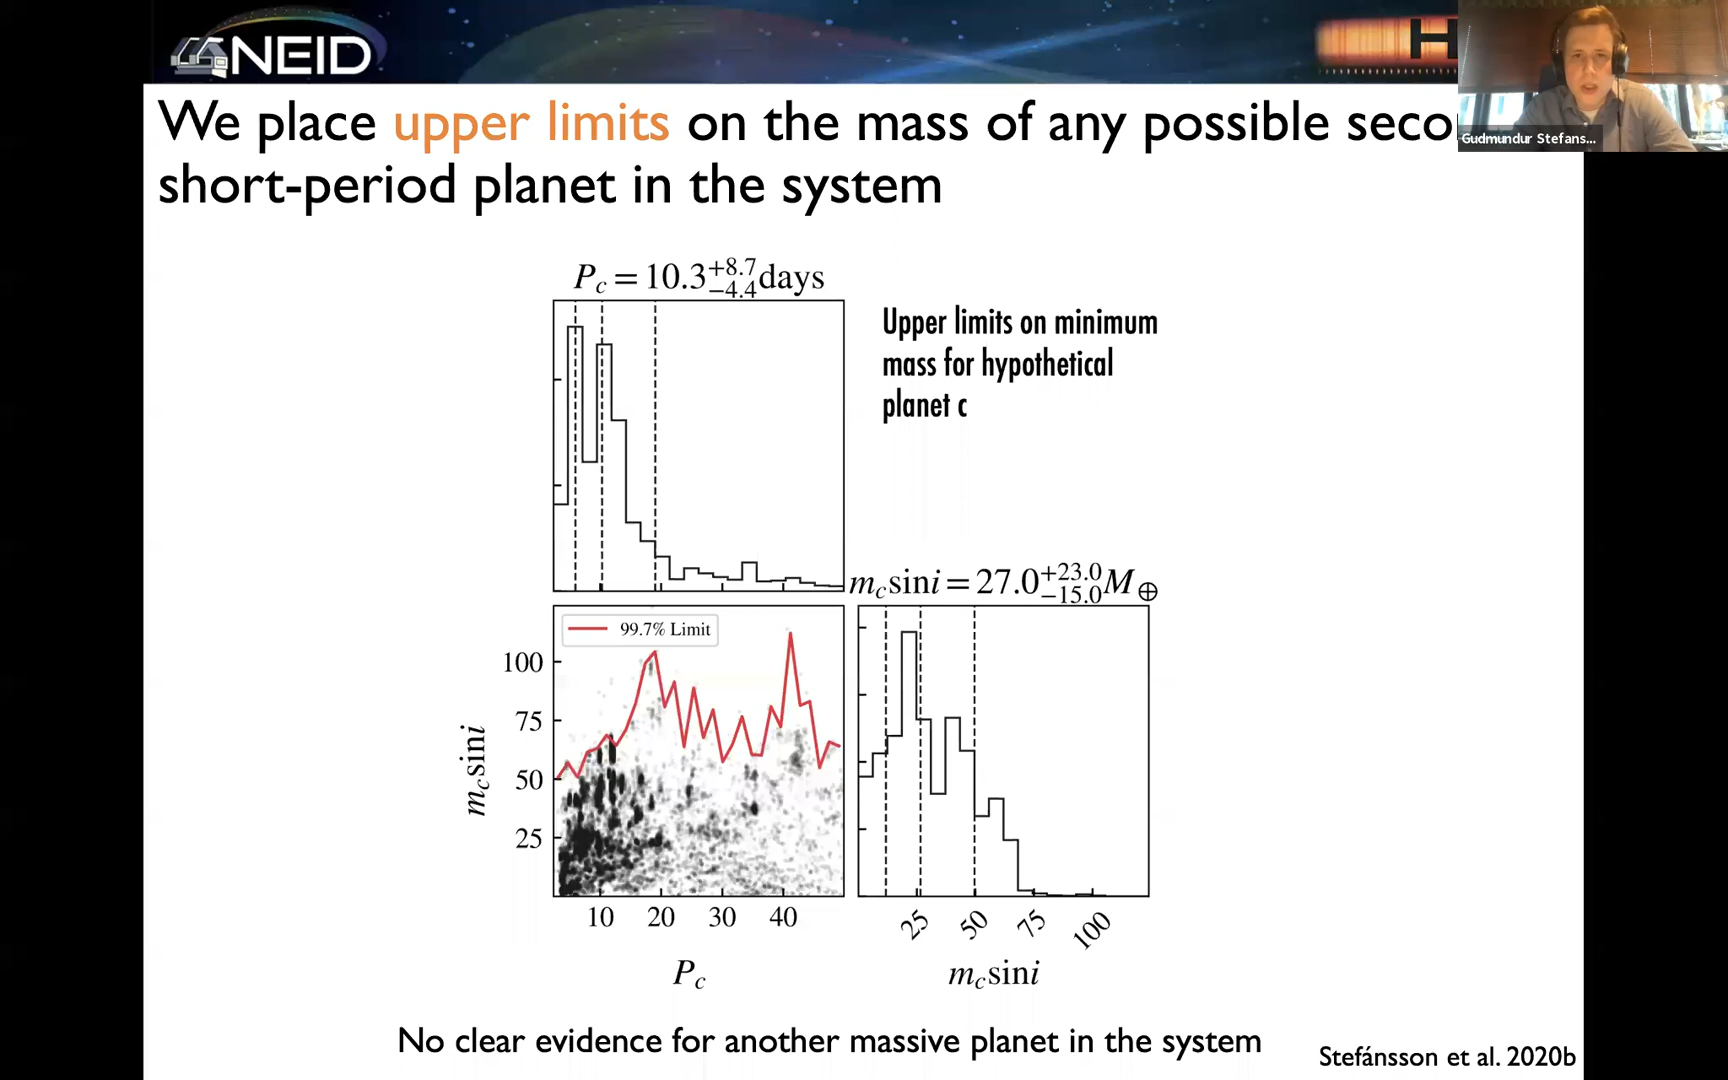 NEID
H
Gudmundur Stefans...
We place upper limits on the mass of any possible seco
short-period planet in the system
P_c = 10.3^{+8.7}_{-4.4} days
Upper limits on minimum
mass for hypothetical
planet c
m_c sin i = 27.0^{+23.0}_{-15.0} M_⊕
99.7% Limit
100
75
50
25
m_c sin i
10 20 30 40
25 50 75 100
P_c
m_c sin i
No clear evidence for another massive planet in the system
Stefánsson et al. 2020b